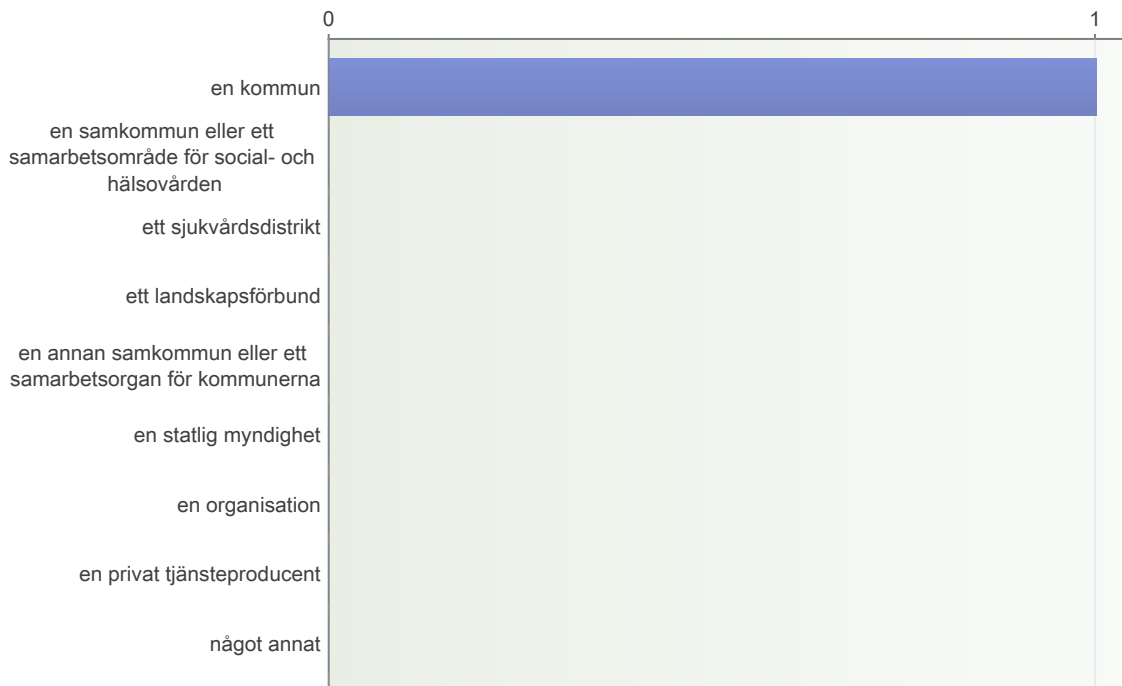 0 1
en kommun
en samkommun eller ett
samarbetsområde för social- och
hälsovården
ett sjukvårdsdistrikt
ett landskapsförbund
en annan samkommun eller ett
samarbetsorgan för kommunerna
en statlig myndighet
en organisation
en privat tjänsteproducent
något annat